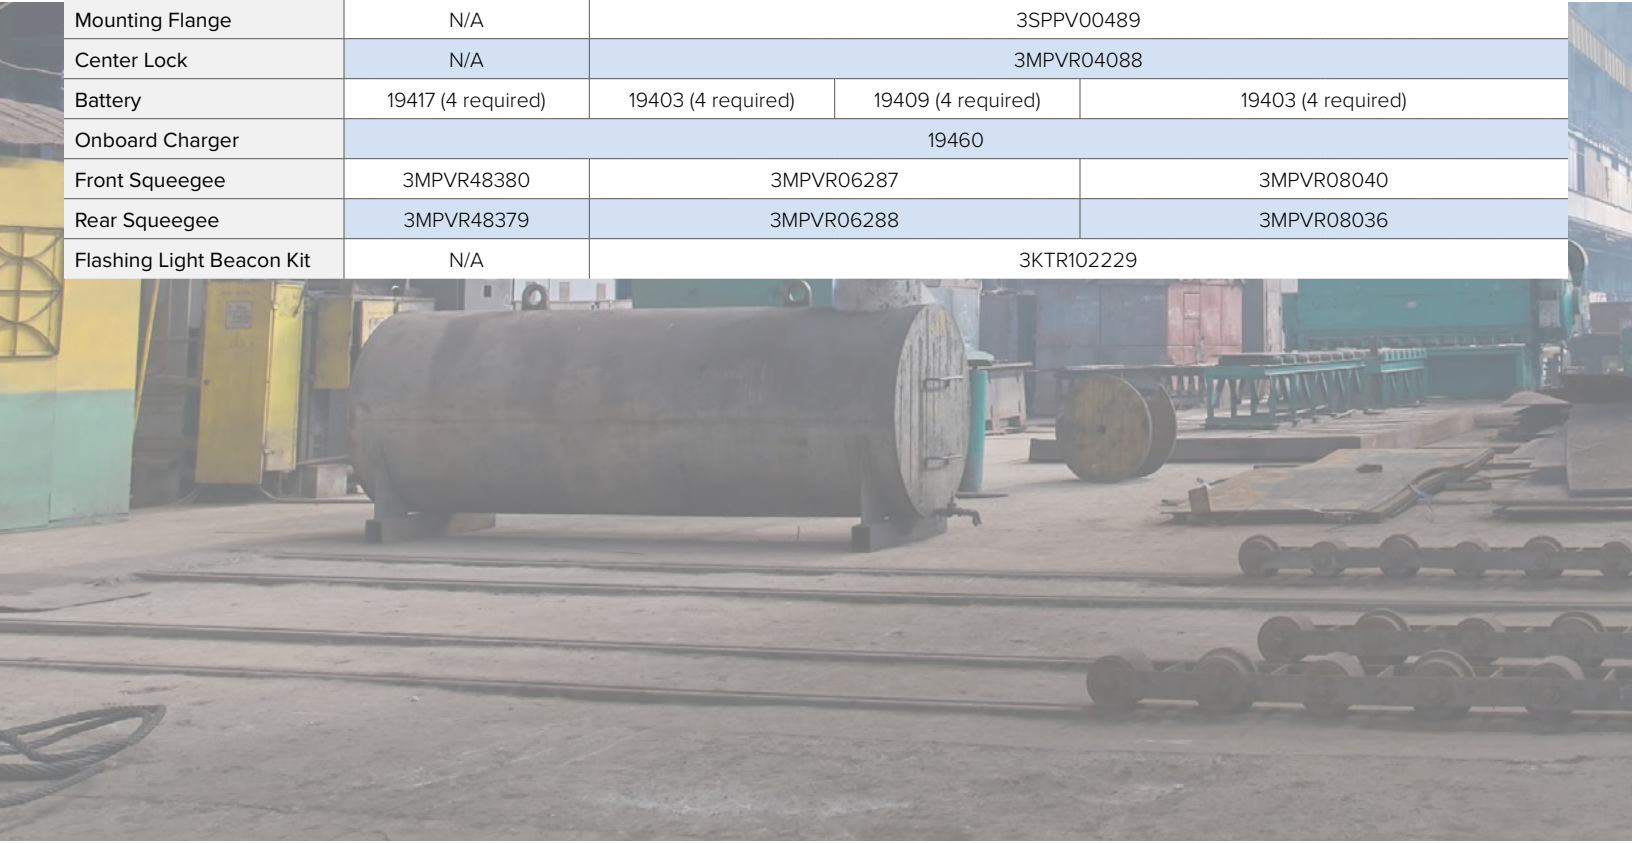 Mounting Flange N/A 3SPPV00489
Center Lock N/A 3MPVR04088
Battery 19417 (4 required) 19403 (4 required) 19409 (4 required) 19403 (4 required)
Onboard Charger 19460
Front Squeegee 3MPVR48380 3MPVR06287 3MPVR08040
Rear Squeegee 3MPVR48379 3MPVR06288 3MPVR08036
Flashing Light Beacon Kit N/A 3KTR102229